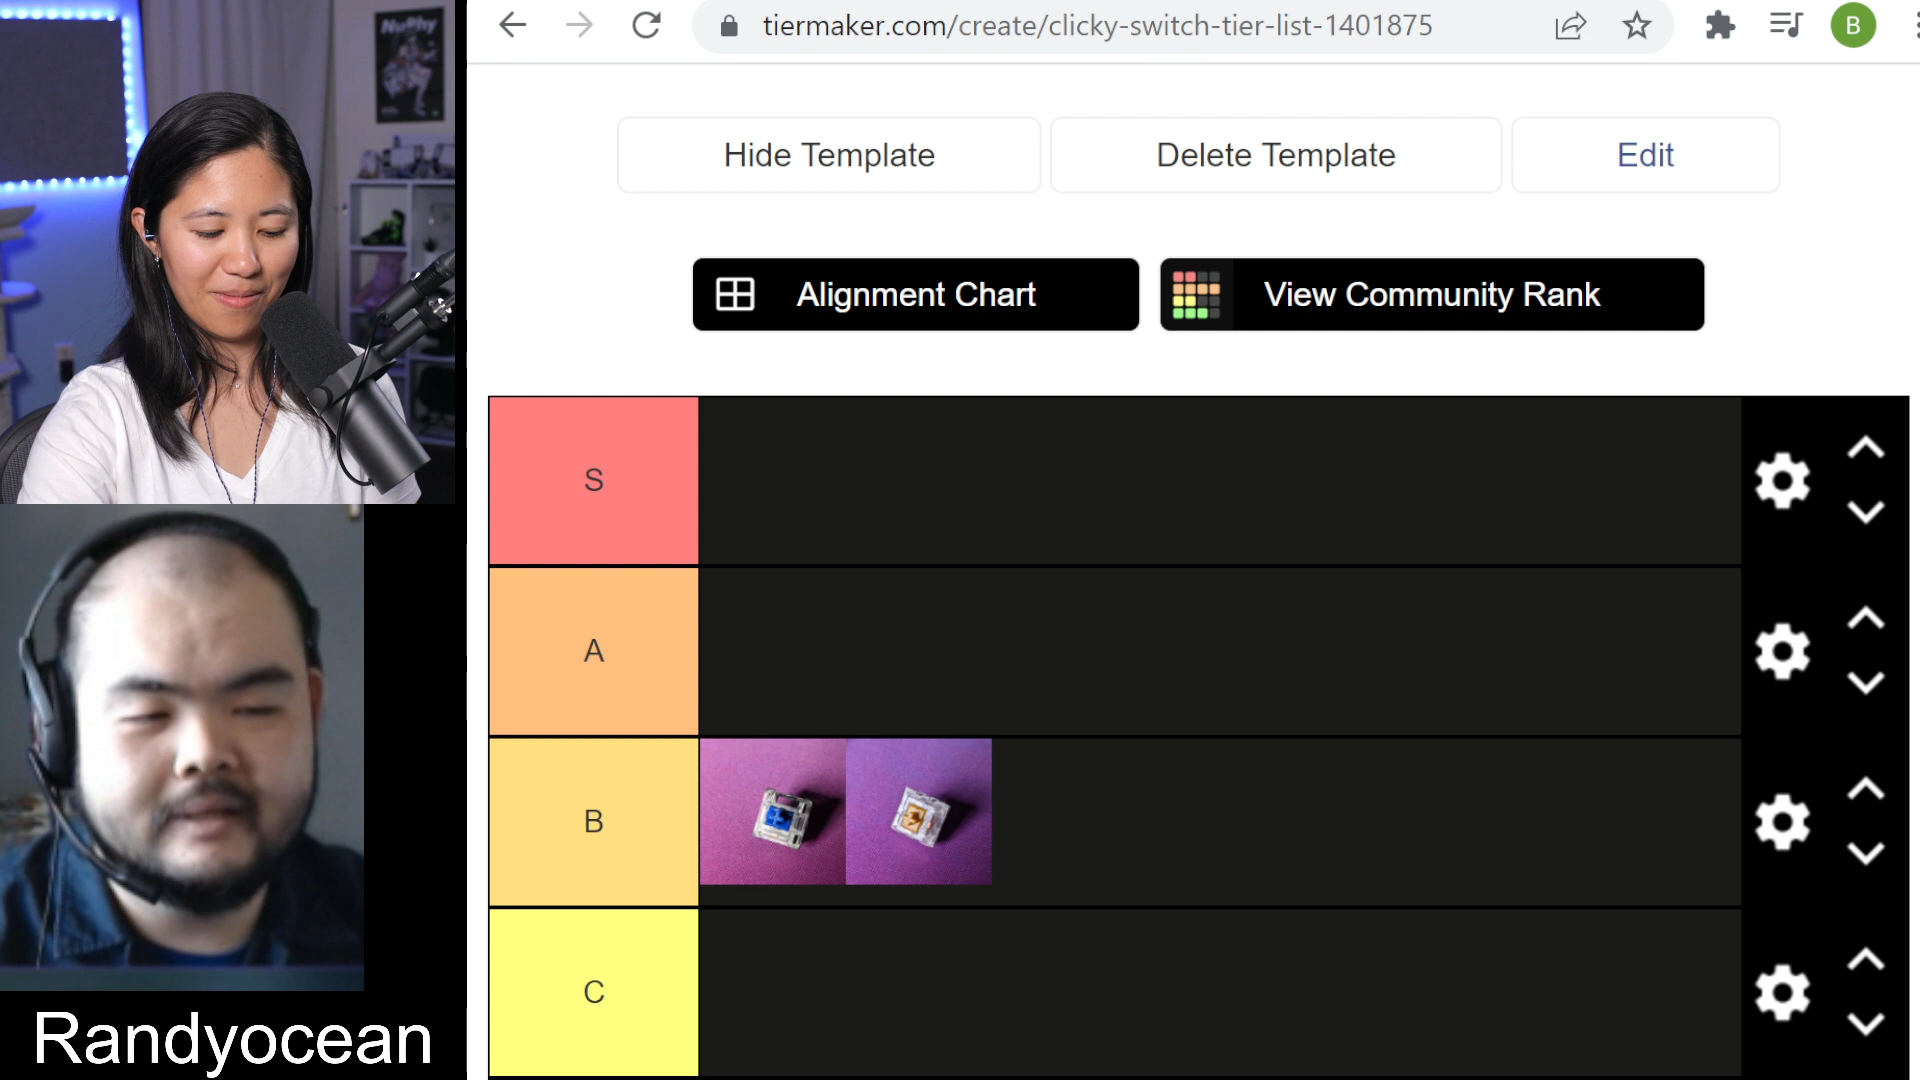 NuPhy
tiermaker.com/create/clicky-switch-tier-list-1401875
B
Hide Template
Delete Template
Edit
Alignment Chart
View Community Rank
S
A
B
C
Randyocean